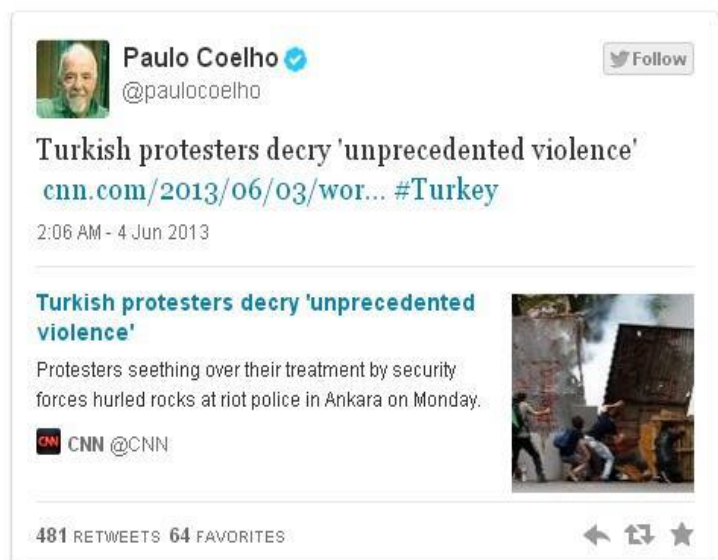 Paulo Coelho
@paulocoelho
Follow
Turkish protesters decry 'unprecedented violence'
cnn.com/2013/06/03/wor... #Turkey
2:06 AM - 4 Jun 2013
Turkish protesters decry 'unprecedented
violence'
Protesters seething over their treatment by security
forces hurled rocks at riot police in Ankara on Monday.
CNN CNN @CNN
481 RETWEETS 64 FAVORITES